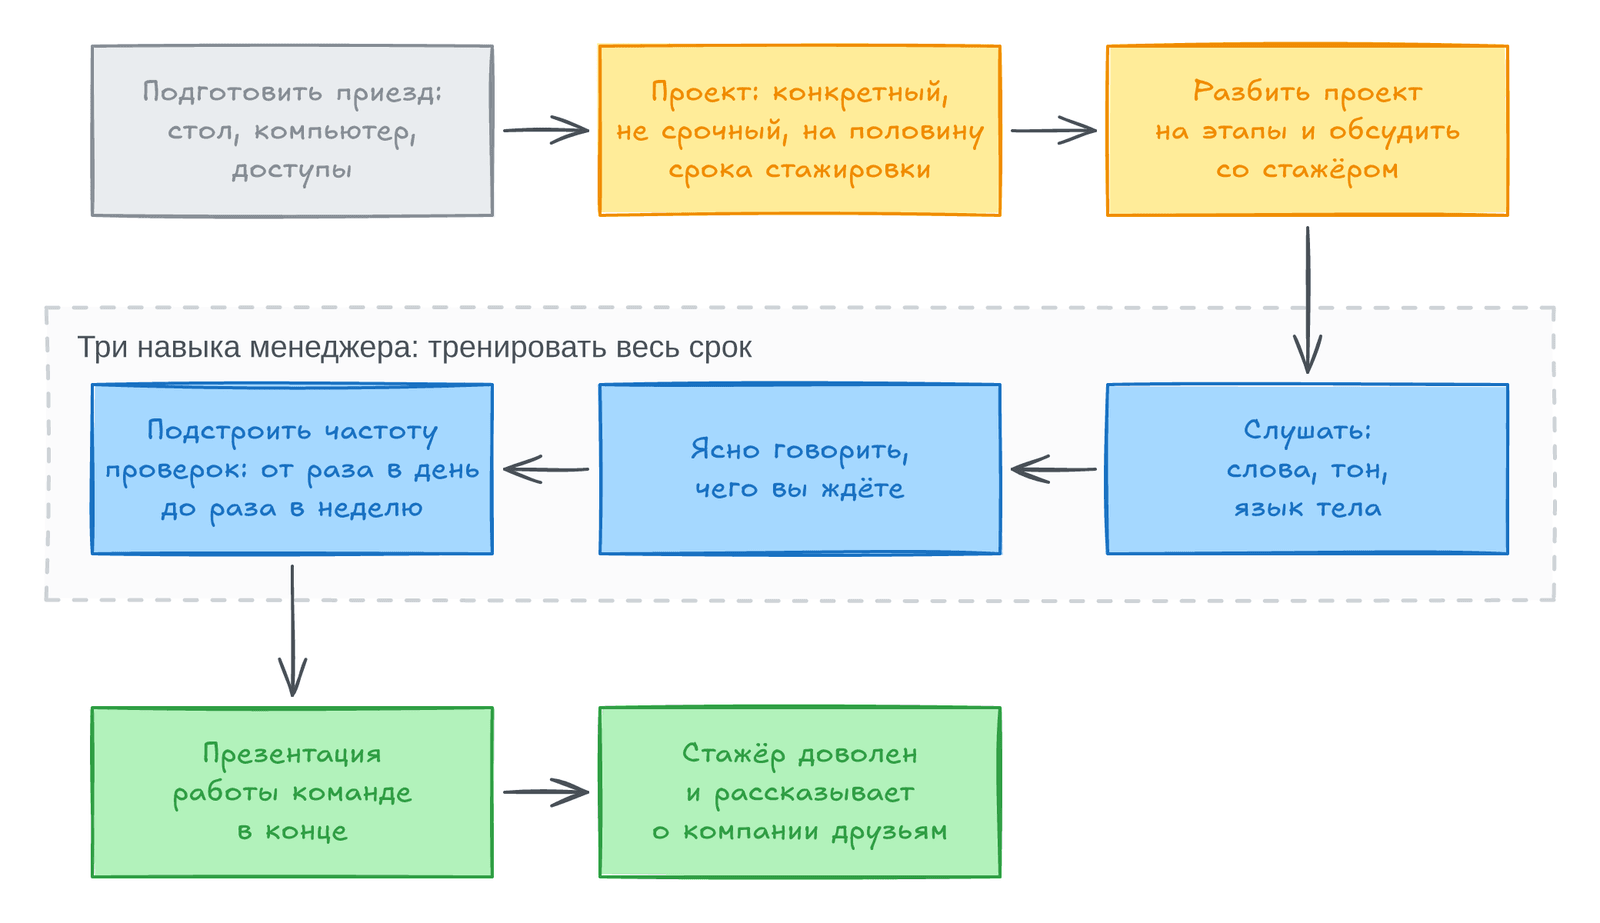 Подготовить приезд:
стол, компьютер,
доступы
Проект: конкретный,
не срочный, на половину
срока стажировки
Разбить проект
на этапы и обсудить
со стажёром
Три навыка менеджера: тренировать весь срок
Слушать:
слова, тон,
язык тела
Ясно говорить,
чего вы ждёте
Подстроить частоту
проверок: от раза в день
до раза в неделю
Презентация
работы команде
в конце
Стажёр доволен
и рассказывает
о компании друзьям